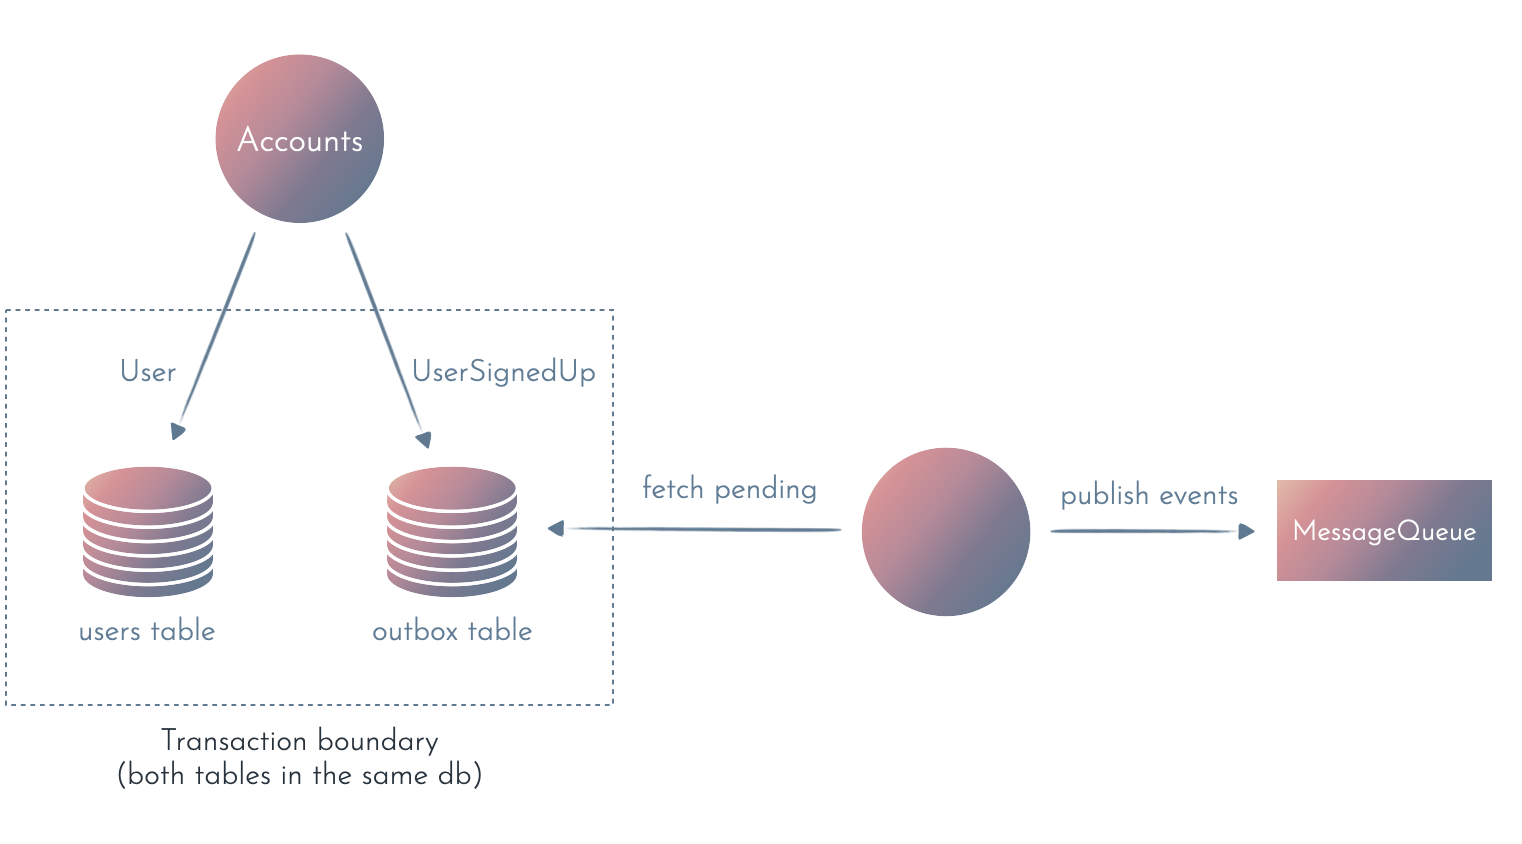 Accounts
User
UserSignedUp
fetch pending
publish events
MessageQueue
users table
outbox table
Transaction boundary
(both tables in the same db)